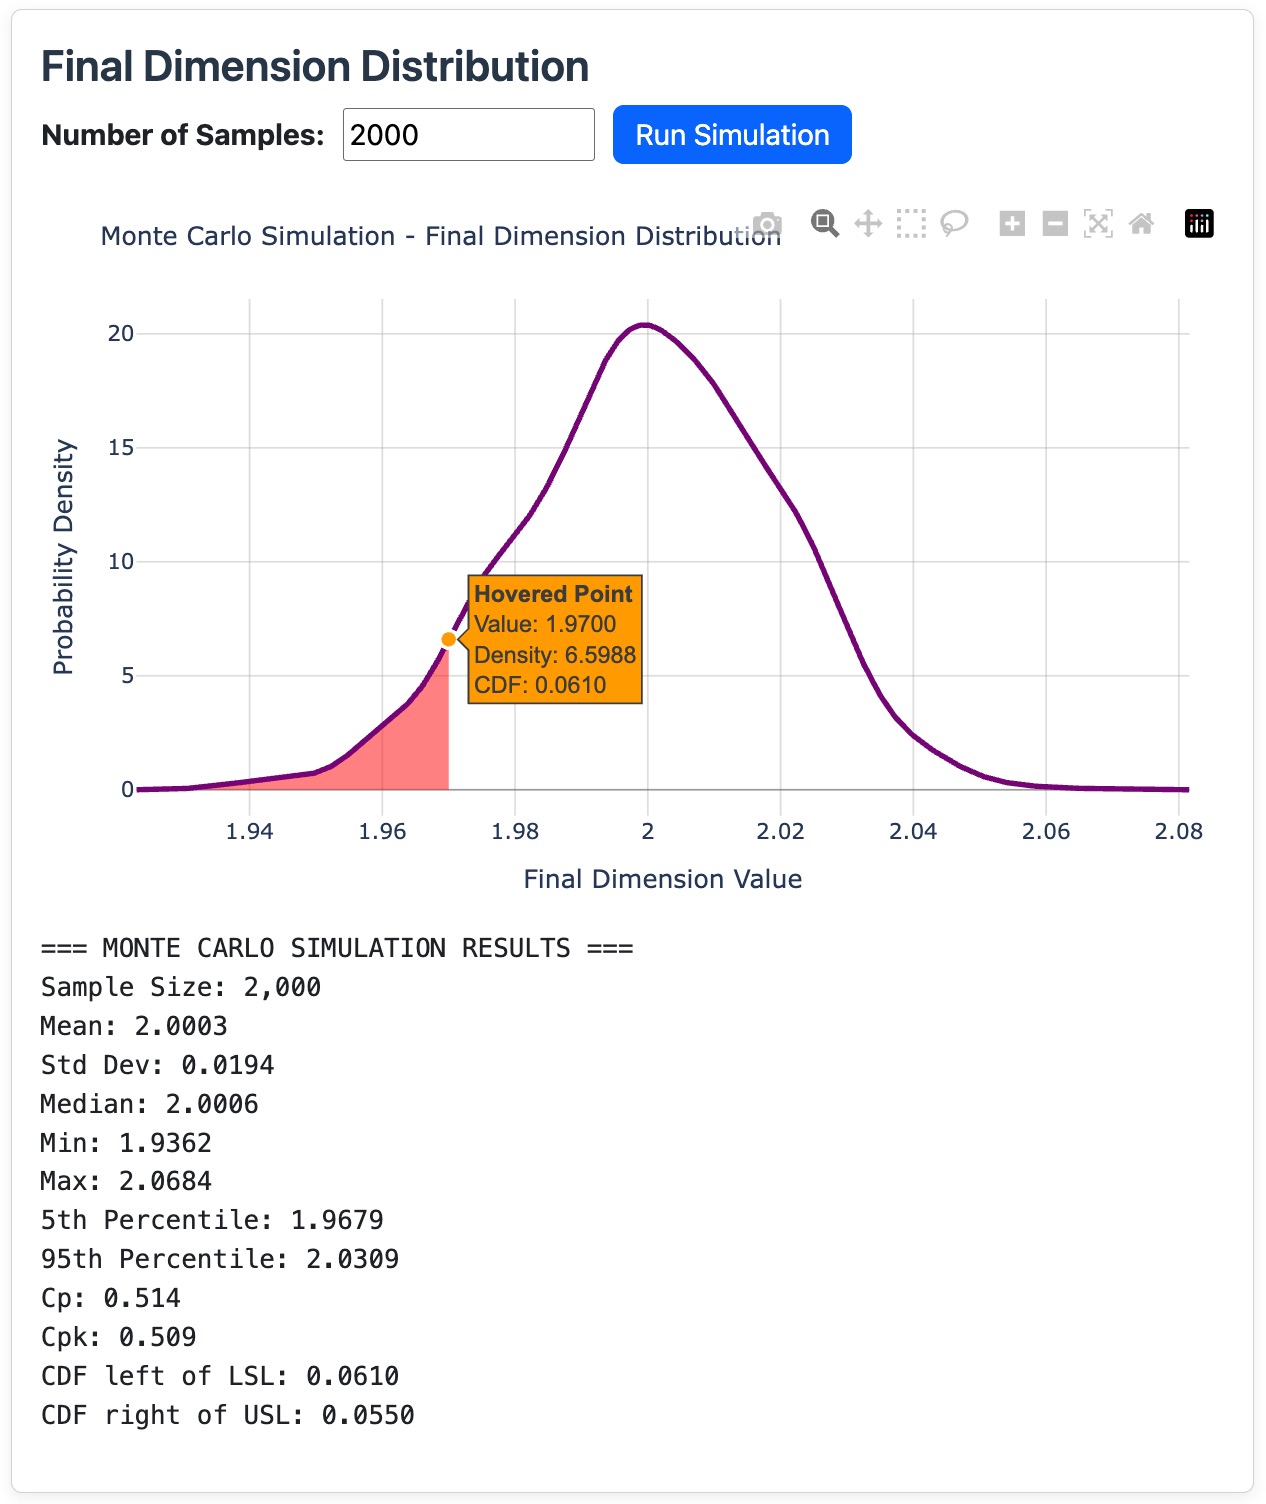 Final Dimension Distribution
Number of Samples: 2000 Run Simulation
Monte Carlo Simulation - Final Dimension Distribution
20
15
10
5
0
Probability Density
Hovered Point
Value: 1.9700
Density: 6.5988
CDF: 0.0610
1.94 1.96 1.98 2 2.02 2.04 2.06 2.08
Final Dimension Value
=== MONTE CARLO SIMULATION RESULTS ===
Sample Size: 2,000
Mean: 2.0003
Std Dev: 0.0194
Median: 2.0006
Min: 1.9362
Max: 2.0684
5th Percentile: 1.9679
95th Percentile: 2.0309
Cp: 0.514
Cpk: 0.509
CDF left of LSL: 0.0610
CDF right of USL: 0.0550